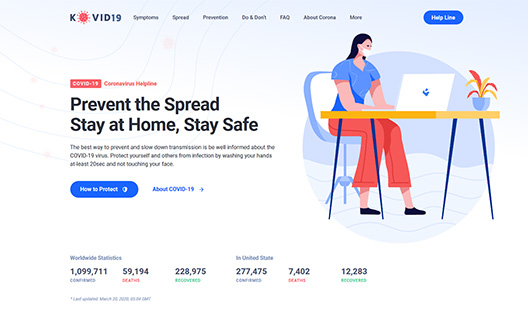 KOVID19 Symptoms Spread Prevention Do & Don't FAQ About Corona More Help Line
COVID-19 Coronavirus Helpline
Prevent the Spread
Stay at Home, Stay Safe
The best way to prevent and slow down transmission is be well informed about the
COVID-19 virus. Protect yourself and others from infection by washing your hands
at-least 20sec and not touching your face.
How to Protect About COVID-19 →
Worldwide Statistics In United State
1,099,711 59,194 228,975 277,475 7,402 12,283
CONFIRMED DEATHS RECOVERED CONFIRMED DEATHS RECOVERED
* Last updated: March 28, 2020, 05:06 GMT